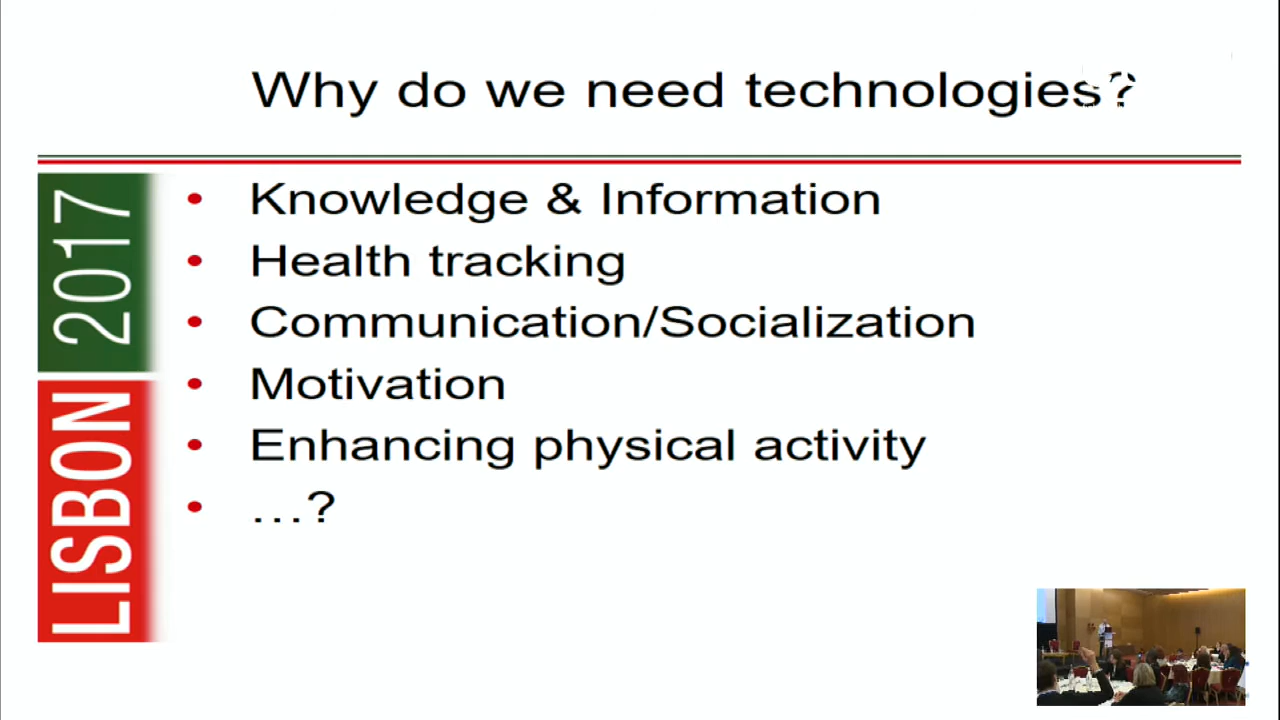 Why do we need technologies?
LISBON 2017
• Knowledge & Information
• Health tracking
• Communication/Socialization
• Motivation
• Enhancing physical activity
• …?